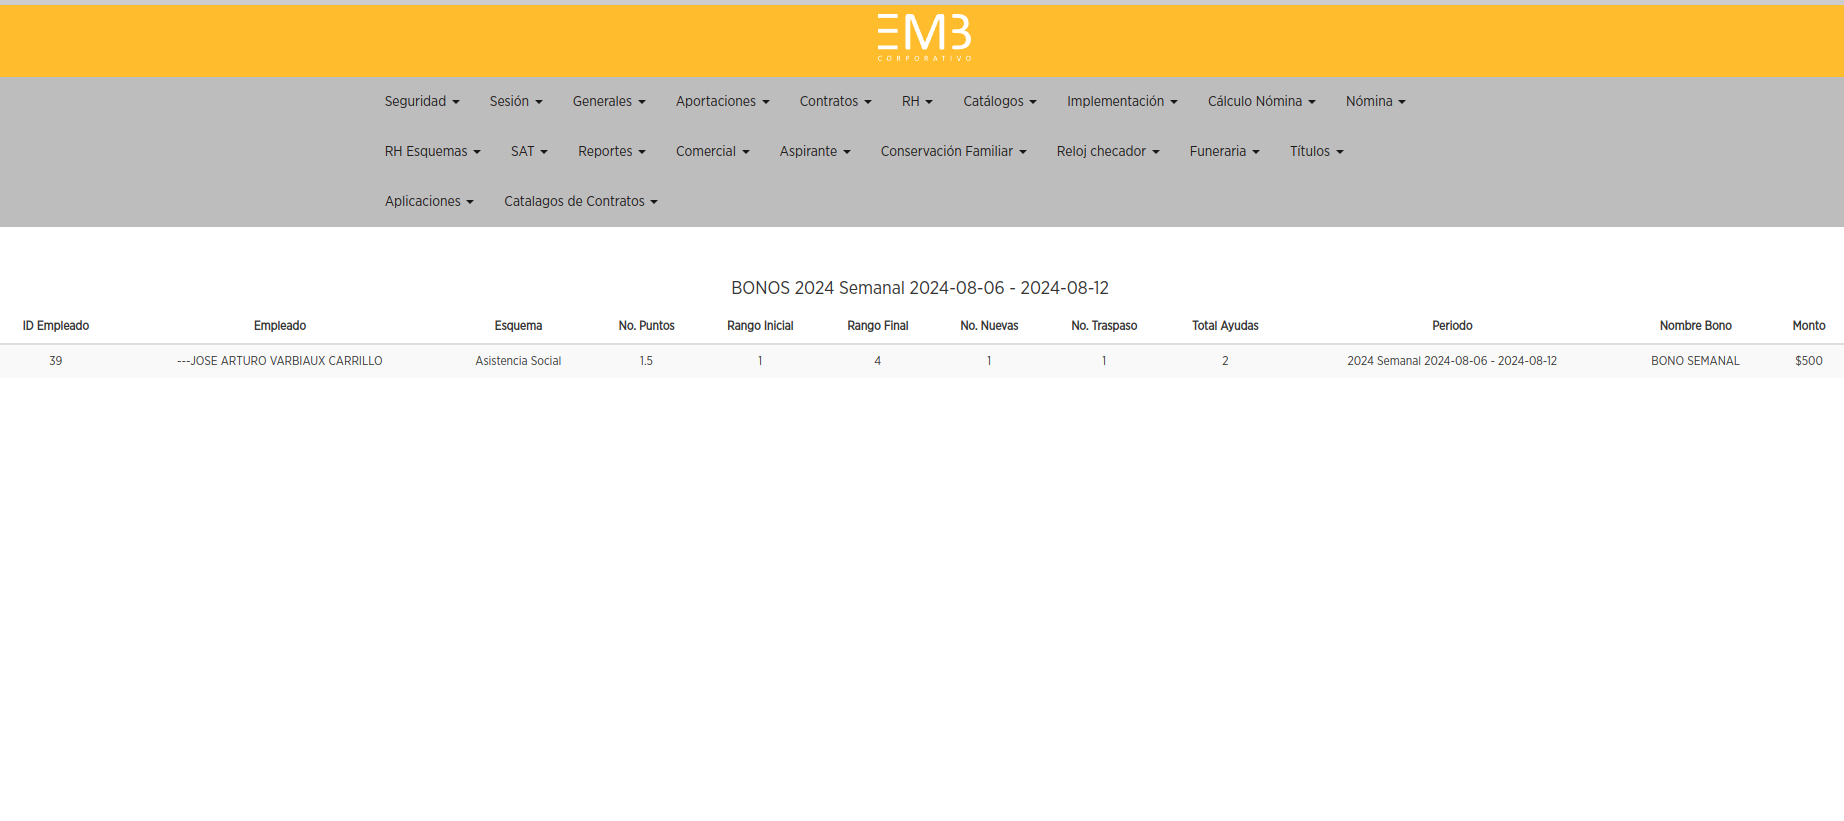 EMB
CORPORATIVO
Seguridad Sesión Generales Aportaciones Contratos RH Catálogos Implementación Cálculo Nómina Nómina
RH Esquemas SAT Reportes Comercial Aspirante Conservación Familiar Reloj checador Funeraria Títulos
Aplicaciones Catalagos de Contratos
BONOS 2024 Semanal 2024-08-06 - 2024-08-12
ID Empleado Empleado Esquema No. Puntos Rango Inicial Rango Final No. Nuevas No. Traspaso Total Ayudas Periodo Nombre Bono Monto
39 ---JOSE ARTURO VARBIAUX CARRILLO Asistencia Social 1.5 1 4 1 1 2 2024 Semanal 2024-08-06 - 2024-08-12 BONO SEMANAL $500